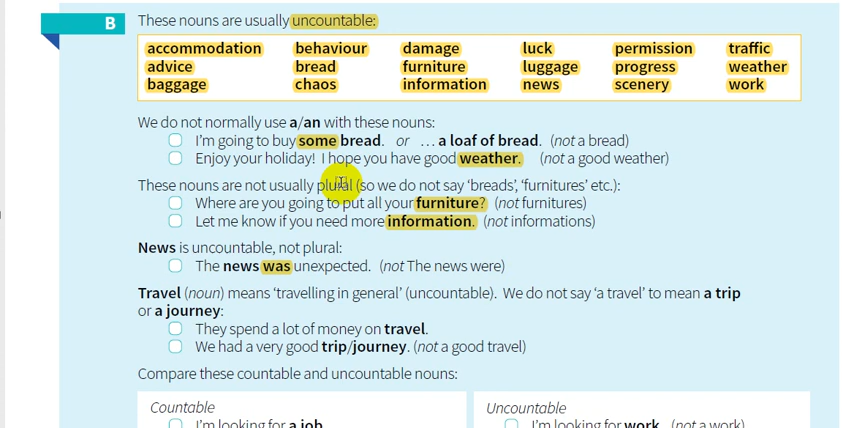 B These nouns are usually uncountable:
accommodation behaviour damage luck permission traffic
advice bread furniture luggage progress weather
baggage chaos information news scenery work
We do not normally use a/an with these nouns:
I'm going to buy some bread. or … a loaf of bread. (not a bread)
Enjoy your holiday! I hope you have good weather. (not a good weather)
These nouns are not usually plural (so we do not say ‘breads’, ‘furnitures’ etc.):
Where are you going to put all your furniture? (not furnitures)
Let me know if you need more information. (not informations)
News is uncountable, not plural:
The news was unexpected. (not The news were)
Travel (noun) means ‘travelling in general’ (uncountable). We do not say ‘a travel’ to mean a trip
or a journey:
They spend a lot of money on travel.
We had a very good trip/journey. (not a good travel)
Compare these countable and uncountable nouns:
Countable Uncountable
I'm looking for a job. I'm looking for work. (not a work)